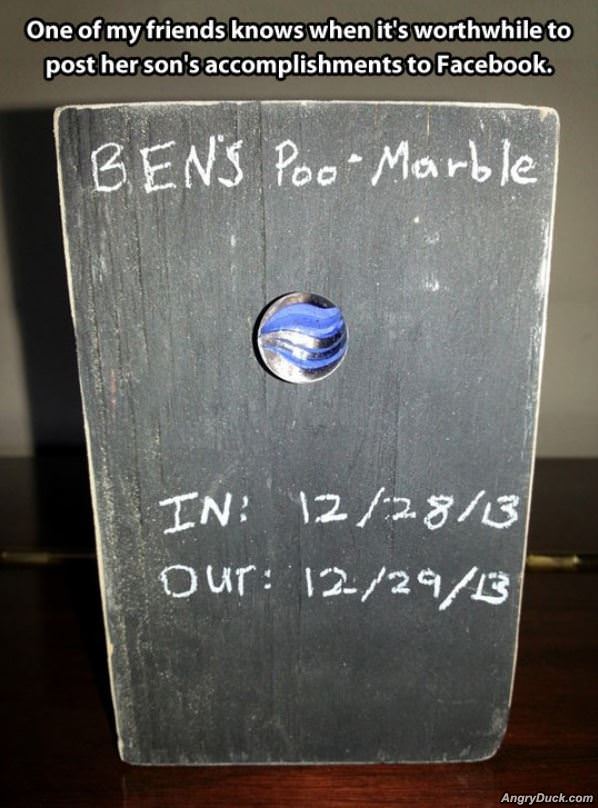 One of my friends knows when it's worthwhile to
post her son's accomplishments to Facebook.
BEN'S Poo-Marble
IN: 12/28/13
OUT: 12/29/13
AngryDuck.com